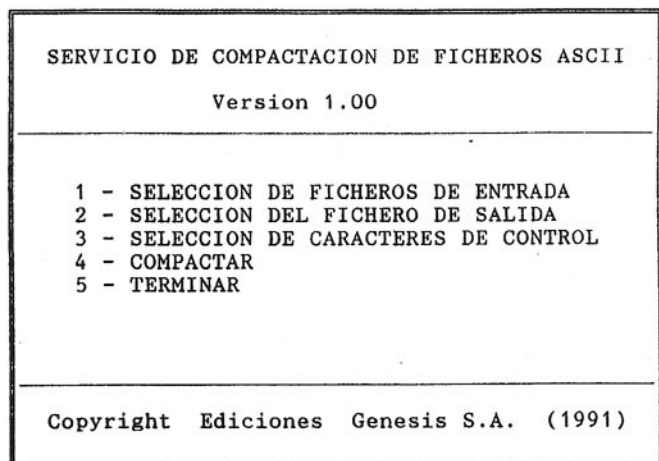 SERVICIO DE COMPACTACION DE FICHEROS ASCII
Version 1.00
1 - SELECCION DE FICHEROS DE ENTRADA
2 - SELECCION DEL FICHERO DE SALIDA
3 - SELECCION DE CARACTERES DE CONTROL
4 - COMPACTAR
5 - TERMINAR
Copyright Ediciones Genesis S.A. (1991)